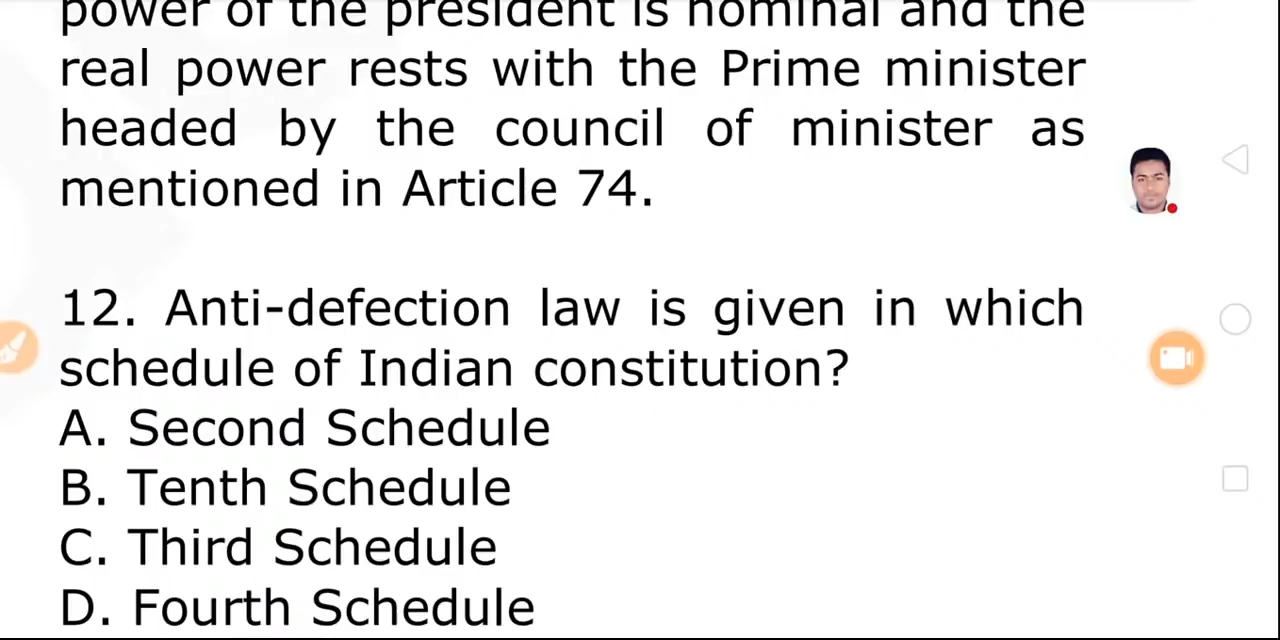 power of the president is nominal and the
real power rests with the Prime minister
headed by the council of minister as
mentioned in Article 74.
12. Anti-defection law is given in which
schedule of Indian constitution?
A. Second Schedule
B. Tenth Schedule
C. Third Schedule
D. Fourth Schedule